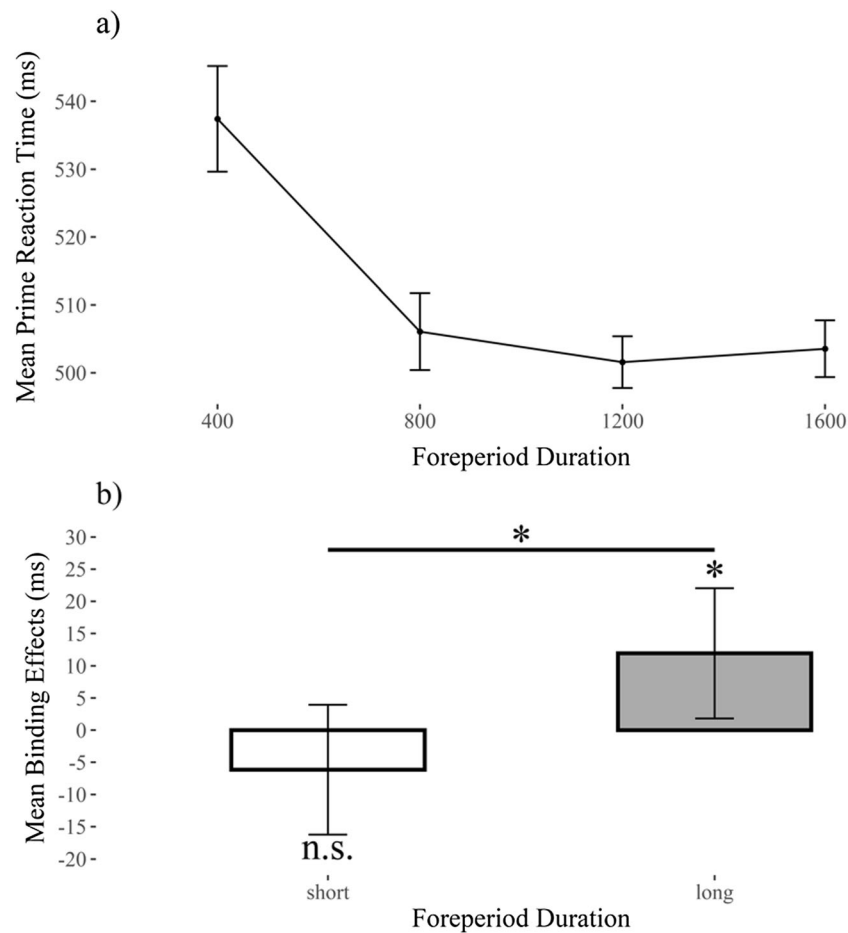 a)
Mean Prime Reaction Time (ms)
540
530
520
510
500
400 800 1200 1600
Foreperiod Duration
b)
Mean Binding Effects (ms)
30
25
20
15
10
5
0
-5
-10
-15
-20
*
*
n.s.
short long
Foreperiod Duration